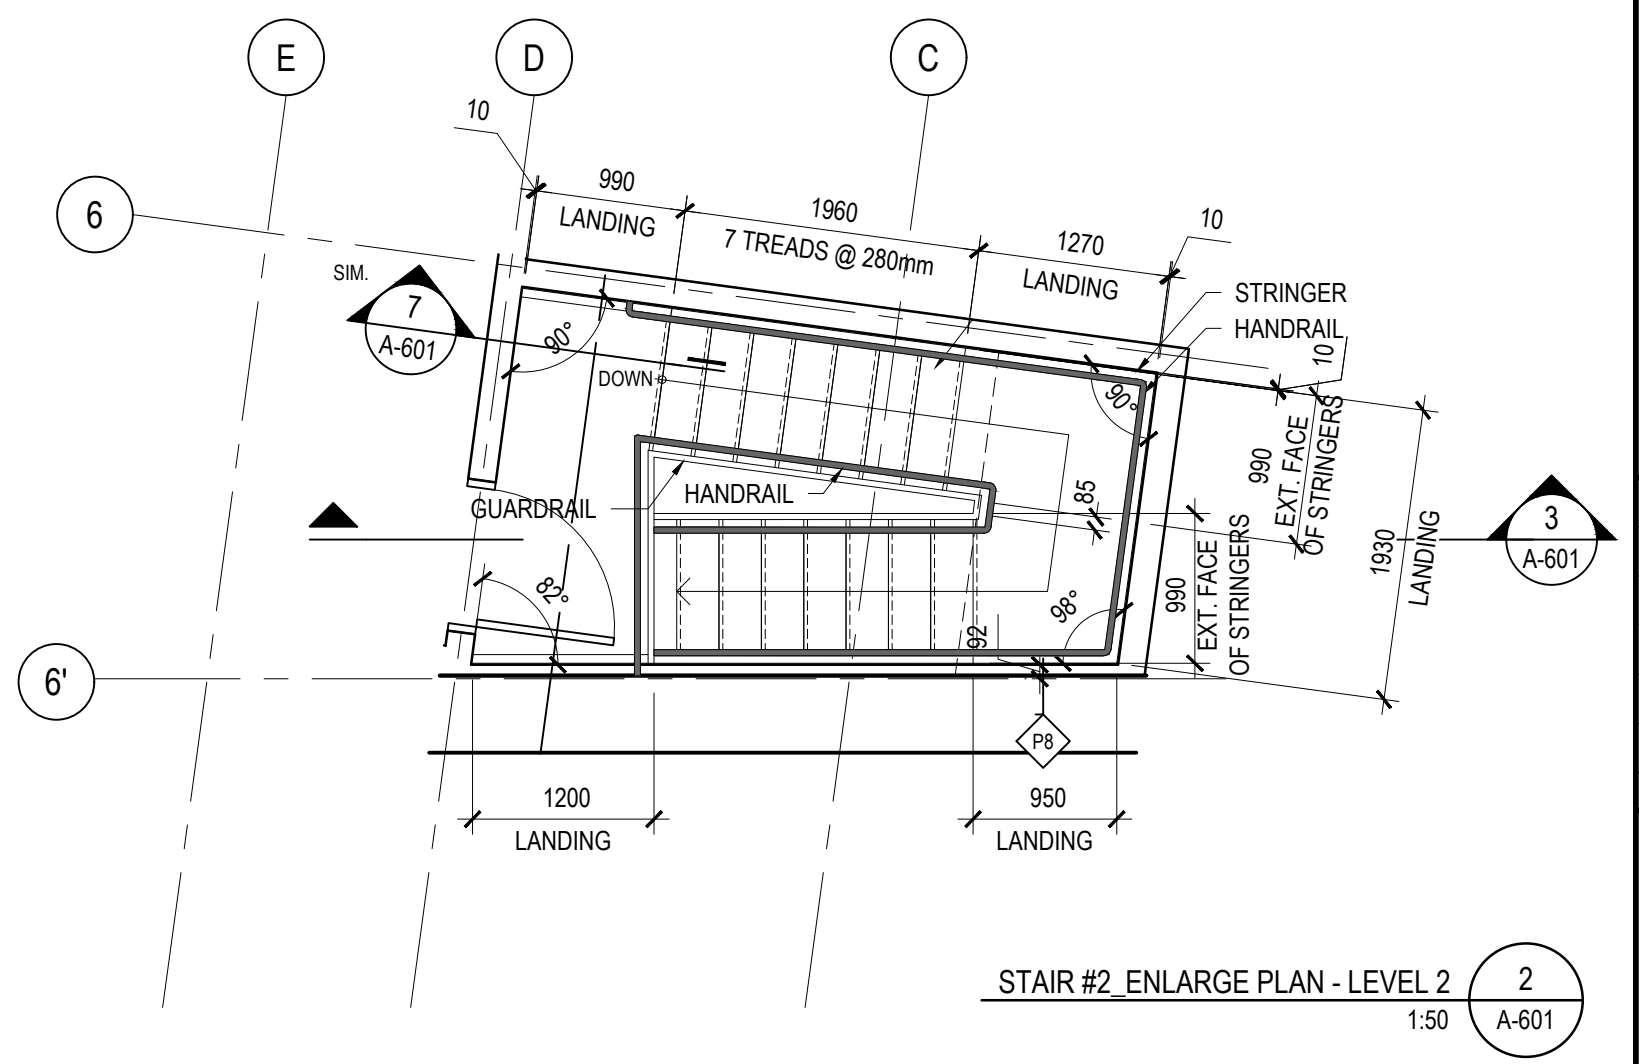 E
D
C
10
6
990
LANDING
1960
7 TREADS @ 280mm
1270
LANDING
10
SIM.
7
A-601
STRINGER
HANDRAIL
10
90°
DOWN
90°
990
EXT. FACE
OF STRINGERS
GUARDRAIL
HANDRAIL
85
1930
LANDING
3
A-601
82°
98°
92
990
EXT. FACE
OF STRINGERS
6'
P8
1200
LANDING
950
LANDING
STAIR #2_ENLARGE PLAN - LEVEL 2
1:50
2
A-601